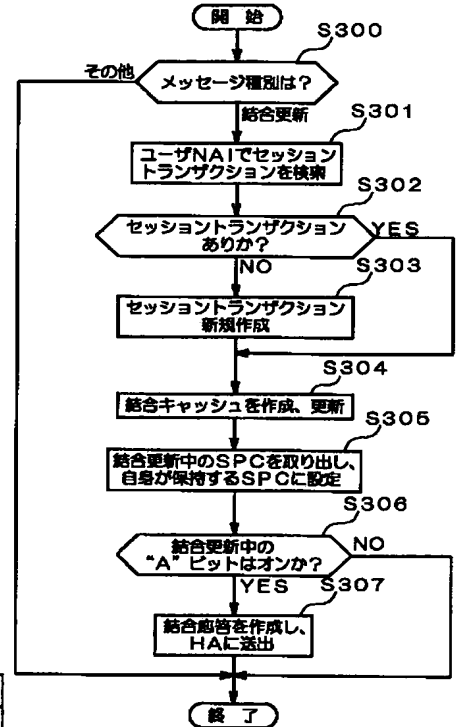 開 始
S300
メッセージ種別は?
その他
結合更新
S301
ユーザNAIでセッション
トランザクションを検索
S302
セッショントランザクション
ありか?
YES
NO
S303
セッショントランザクション
新規作成
S304
結合キャッシュを作成、更新
S305
結合更新中のSPCを取り出し、
自身が保持するSPCに設定
S306
結合更新中の
“A”ビットはオンか?
NO
YES
S307
結合応答を作成し、
HAに送出
終 了